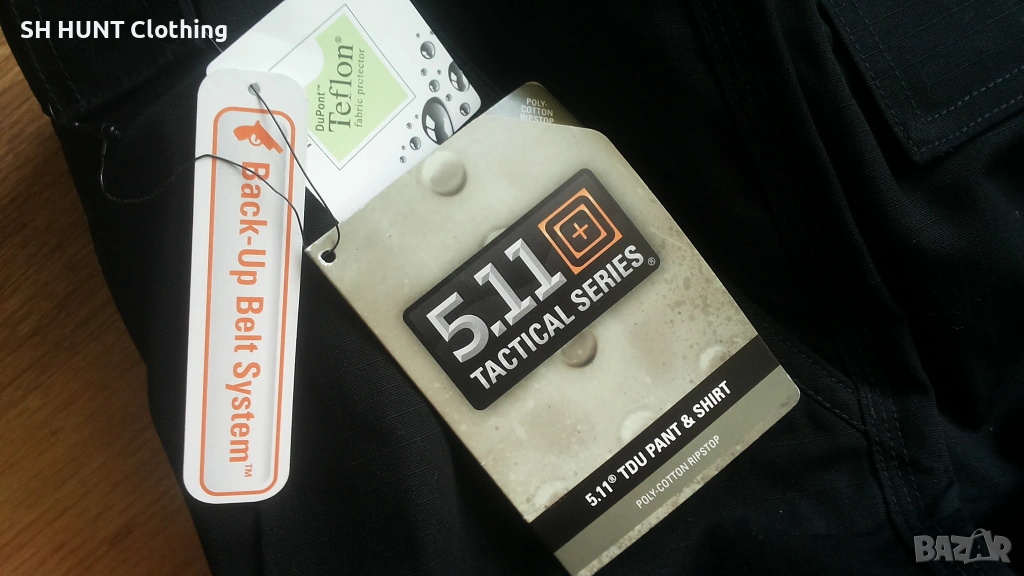 SH HUNT Clothing
DuPont™
Teflon®
fabric protector
POLY-
COTTON
RIPSTOP
Back-Up Belt System™
5.11
TACTICAL SERIES®
5.11® TDU PANT & SHIRT
POLY-COTTON RIPSTOP
BAZAR